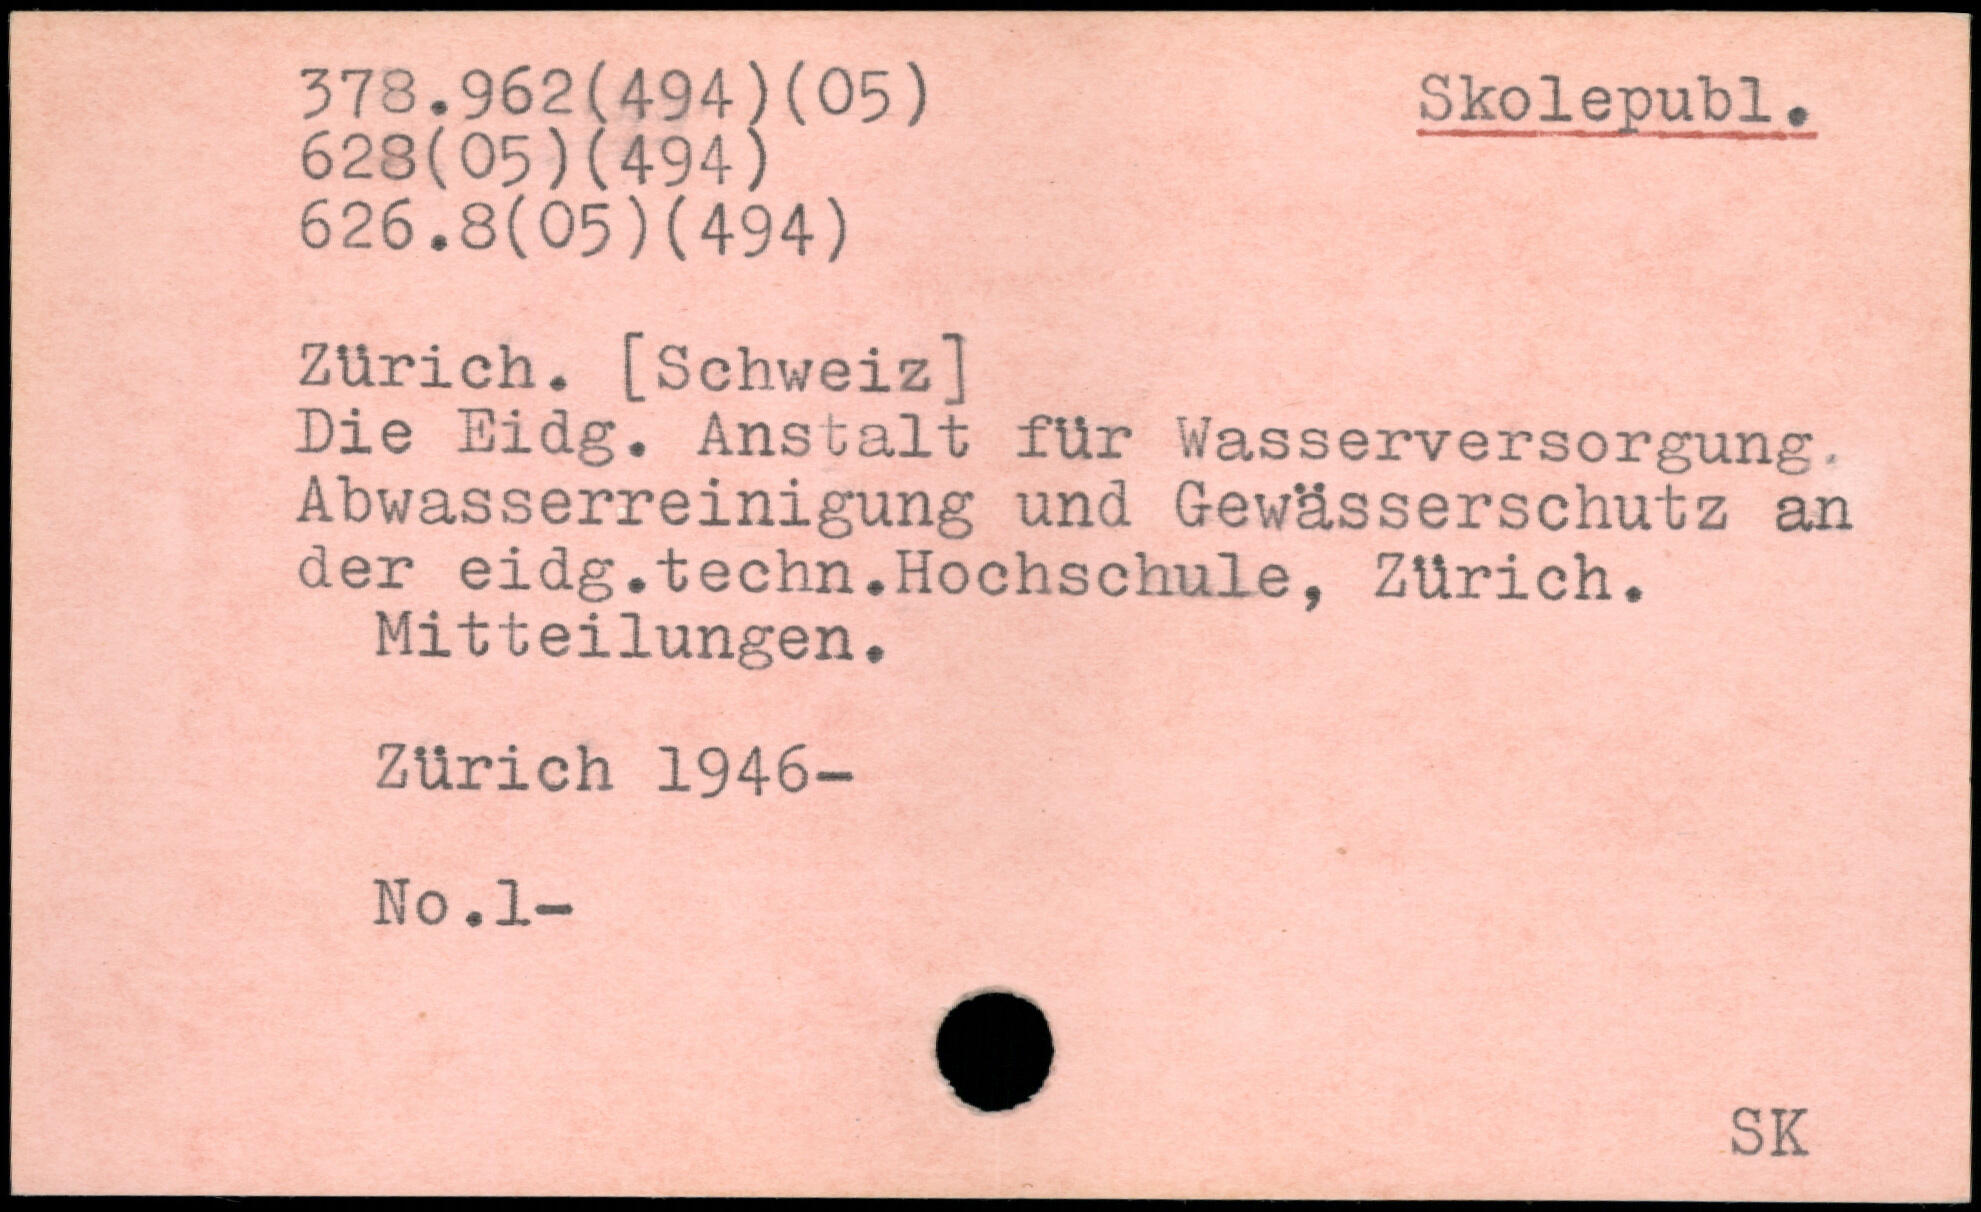 378.962(494)(05)
Skolepubl.
628(05)(494)
626.8(05)(494)
Zürich. [Schweiz]
Die Eidg. Anstalt für Wasserversorgung.
Abwasserreinigung und Gewässerschutz an
der eidg.techn.Hochschule, Zürich.
Mitteilungen.
Zürich 1946-
No.1-
SK